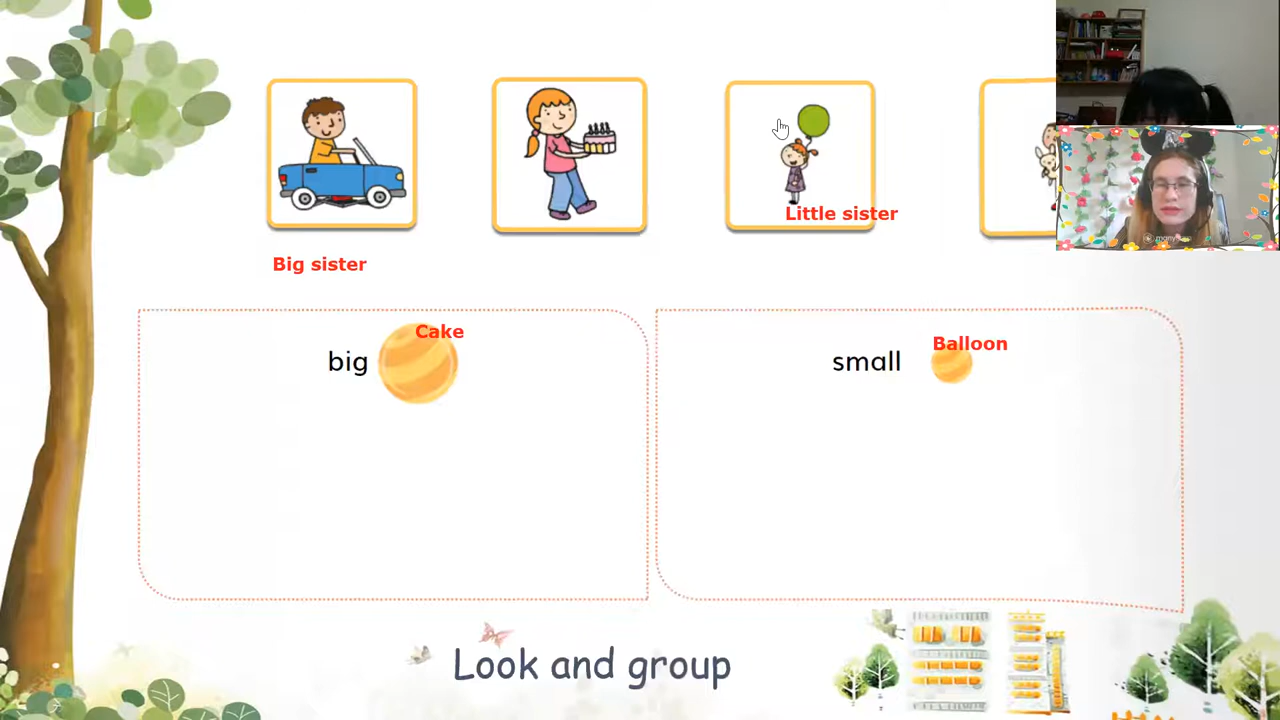 Little sister
Big sister
Cake
big
Balloon
small
Look and group